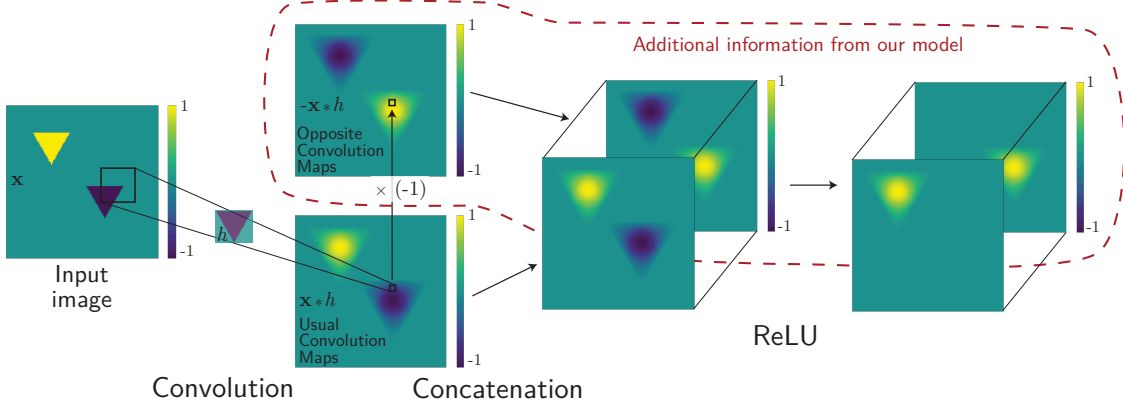 1
Additional information from our model
1
1
-x * h
1
Opposite
Convolution
Maps
x
-1
× (-1)
1
h
-1
-1
-1
Input
image
x * h
Usual
Convolution
Maps
ReLU
-1
Convolution
Concatenation